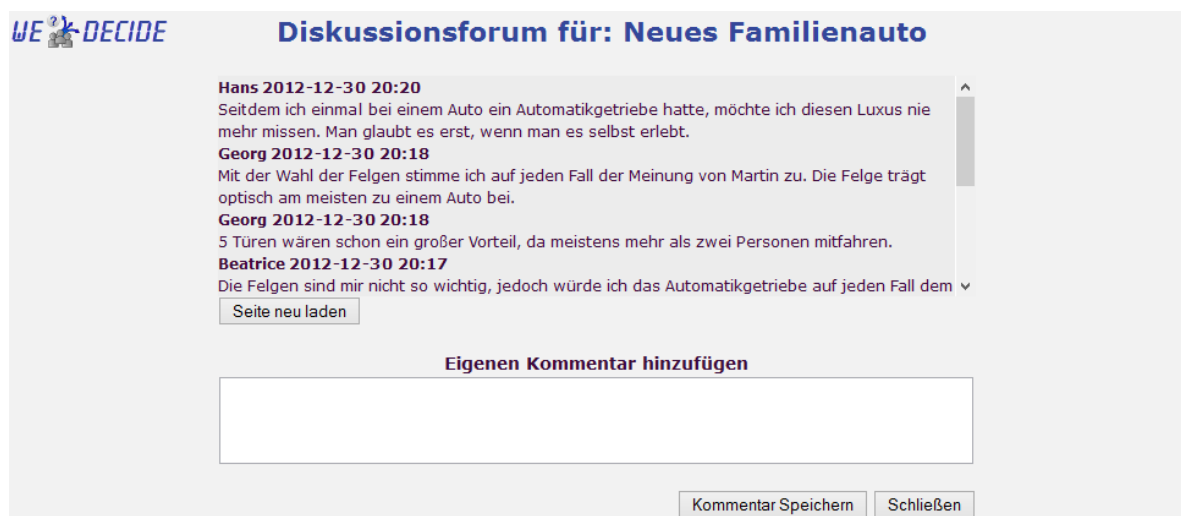 WE DECIDE
Diskussionsforum für: Neues Familienauto
Hans 2012-12-30 20:20
Seitdem ich einmal bei einem Auto ein Automatikgetriebe hatte, möchte ich diesen Luxus nie
mehr missen. Man glaubt es erst, wenn man es selbst erlebt.
Georg 2012-12-30 20:18
Mit der Wahl der Felgen stimme ich auf jeden Fall der Meinung von Martin zu. Die Felge trägt
optisch am meisten zu einem Auto bei.
Georg 2012-12-30 20:18
5 Türen wären schon ein großer Vorteil, da meistens mehr als zwei Personen mitfahren.
Beatrice 2012-12-30 20:17
Die Felgen sind mir nicht so wichtig, jedoch würde ich das Automatikgetriebe auf jeden Fall dem
Seite neu laden
Eigenen Kommentar hinzufügen
Kommentar Speichern Schließen